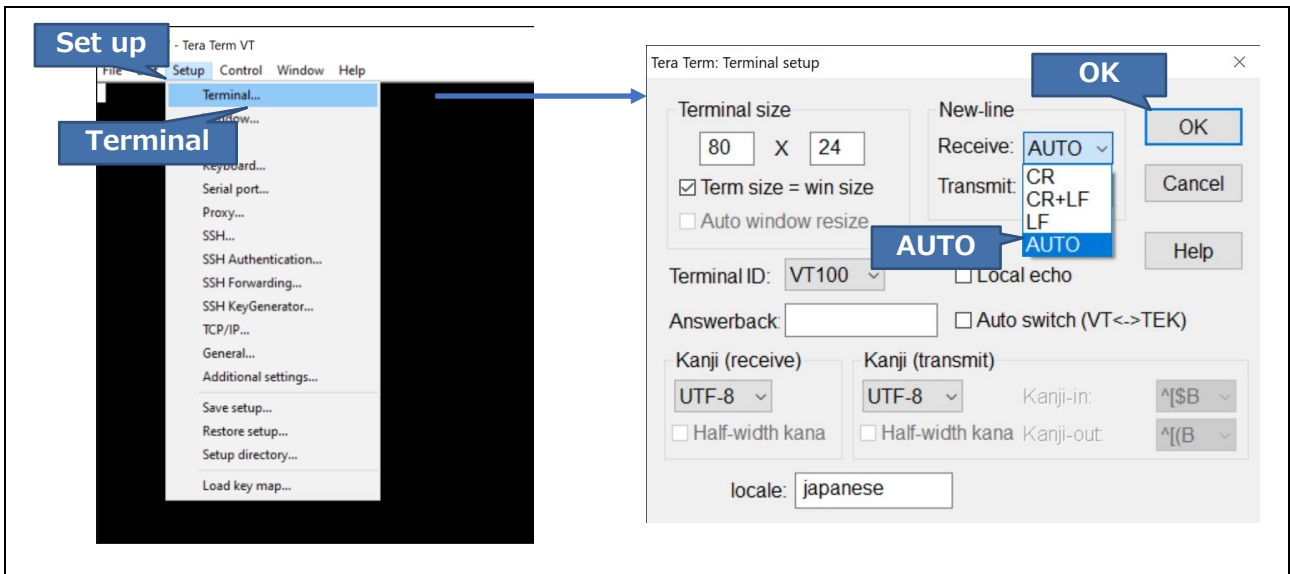 Set up
- Tera Term VT
File
Setup Control Window Help
Terminal...
Terminal
Keyboard...
Serial port...
Proxy...
SSH...
SSH Authentication...
SSH Forwarding...
SSH KeyGenerator...
TCP/IP...
General...
Additional settings...
Save setup...
Restore setup...
Setup directory...
Load key map...
Tera Term: Terminal setup
OK
Terminal size
80 X 24
Term size = win size
Auto window resize
New-line
Receive: AUTO
Transmit:
CR
CR+LF
LF
AUTO
AUTO
OK
Cancel
Help
Terminal ID: VT100
Local echo
Answerback:
Auto switch (VT<->TEK)
Kanji (receive)
UTF-8
Half-width kana
Kanji (transmit)
UTF-8
Half-width kana
Kanji-in: ^[$B
Kanji-out: ^[(B
locale: japanese